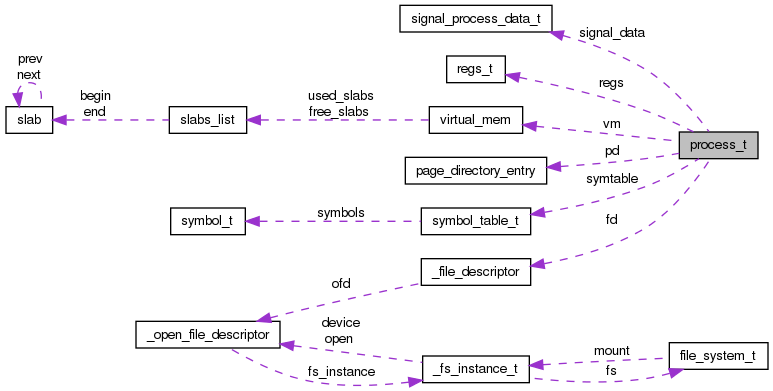 signal_process_data_t
signal_data
prev
next
regs_t
regs
begin
end
used_slabs
free_slabs
slab
slabs_list
virtual_mem
vm
process_t
pd
page_directory_entry
symtable
symbol_t
symbols
symbol_table_t
fd
_file_descriptor
ofd
device
open
_open_file_descriptor
mount
file_system_t
fs_instance
_fs_instance_t
fs